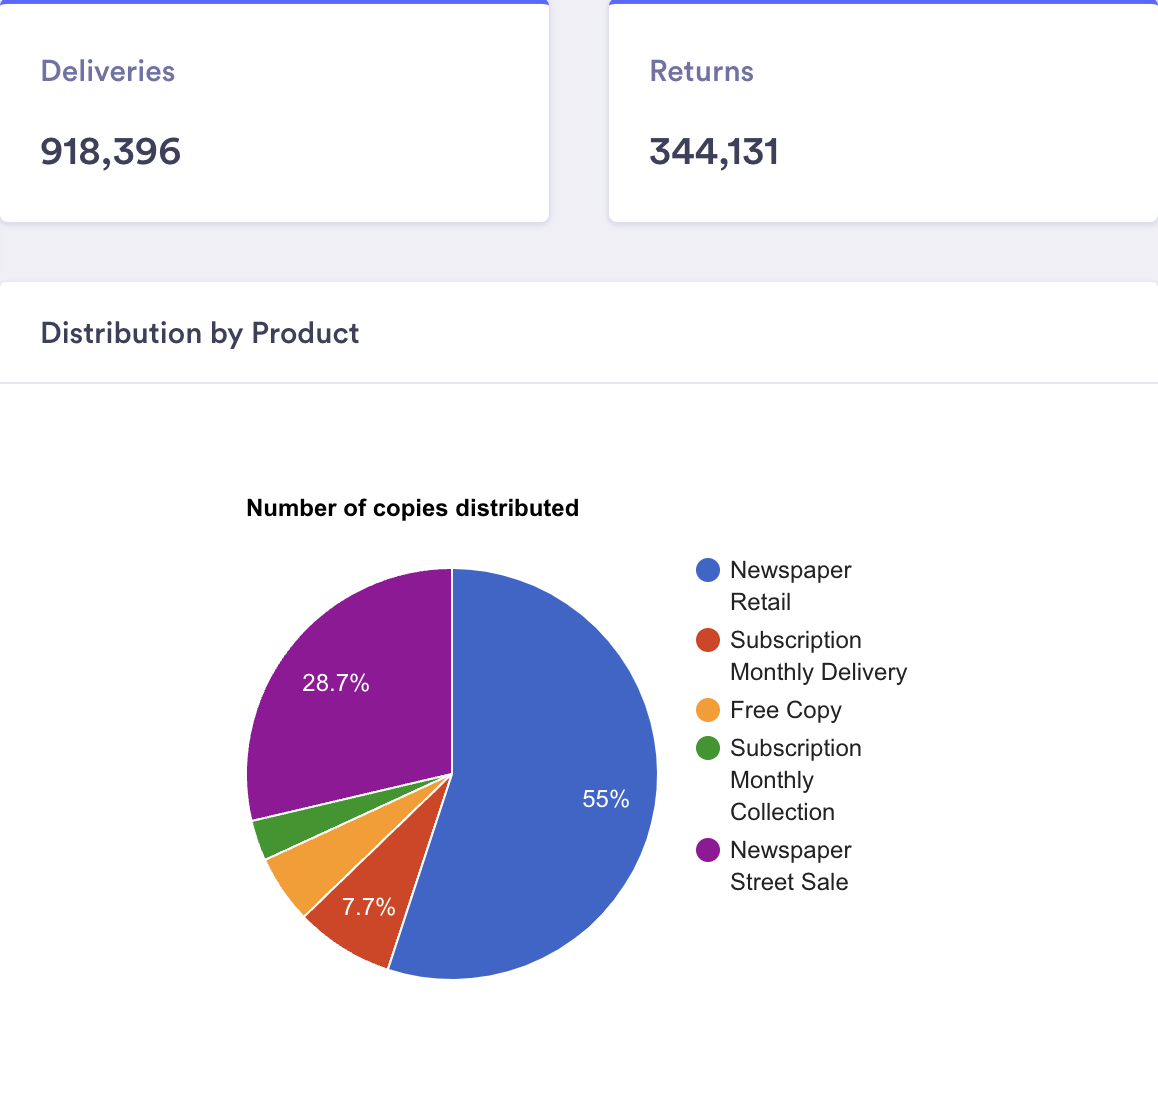 Deliveries
918,396
Returns
344,131
Distribution by Product
Number of copies distributed
28.7%
55%
7.7%
Newspaper
Retail
Subscription
Monthly Delivery
Free Copy
Subscription
Monthly
Collection
Newspaper
Street Sale